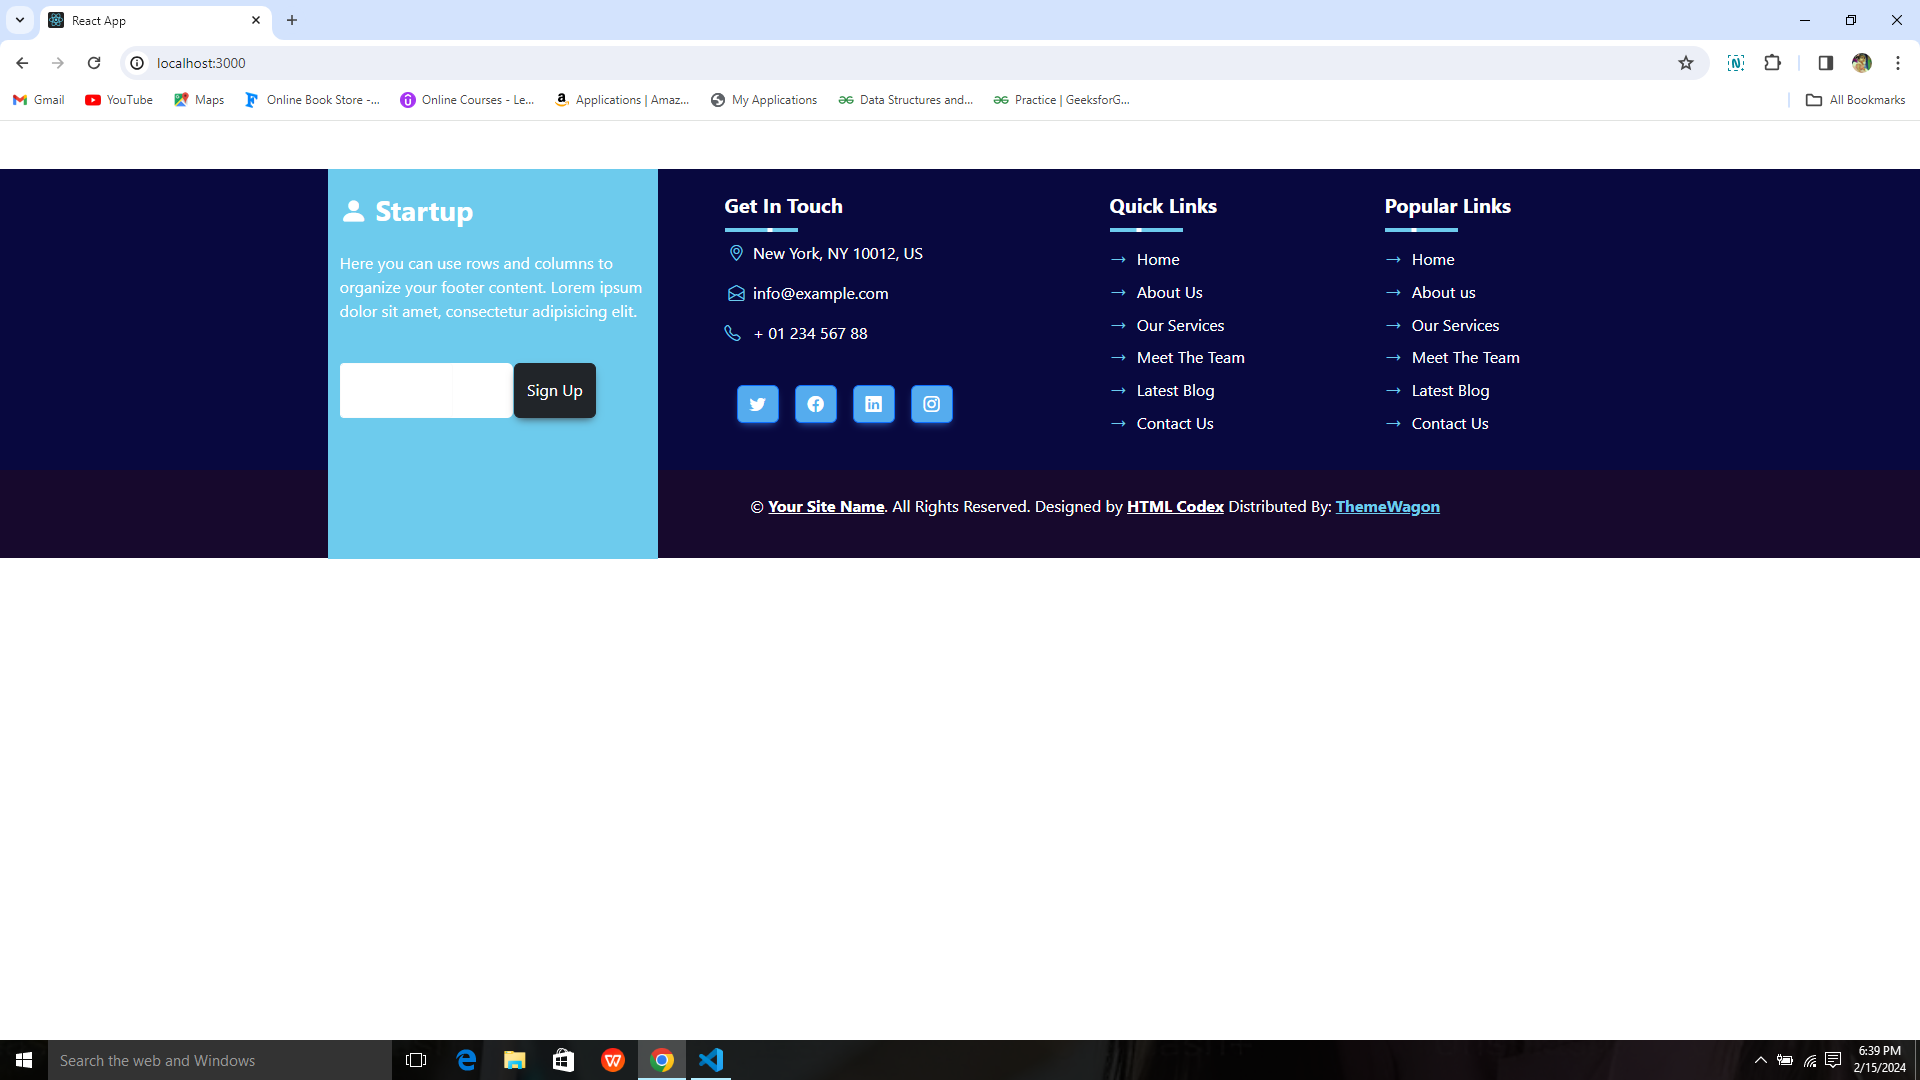 React App
localhost:3000
Gmail
YouTube
Maps
Online Book Store -...
Online Courses - Le...
Applications | Amaz...
My Applications
Data Structures and...
Practice | GeeksforG...
All Bookmarks
Startup
Here you can use rows and columns to
organize your footer content. Lorem ipsum
dolor sit amet, consectetur adipisicing elit.
Sign Up
Get In Touch
New York, NY 10012, US
info@example.com
+ 01 234 567 88
Quick Links
→ Home
→ About Us
→ Our Services
→ Meet The Team
→ Latest Blog
→ Contact Us
Popular Links
→ Home
→ About us
→ Our Services
→ Meet The Team
→ Latest Blog
→ Contact Us
© Your Site Name. All Rights Reserved. Designed by HTML Codex Distributed By: ThemeWagon
Search the web and Windows
6:39 PM
2/15/2024